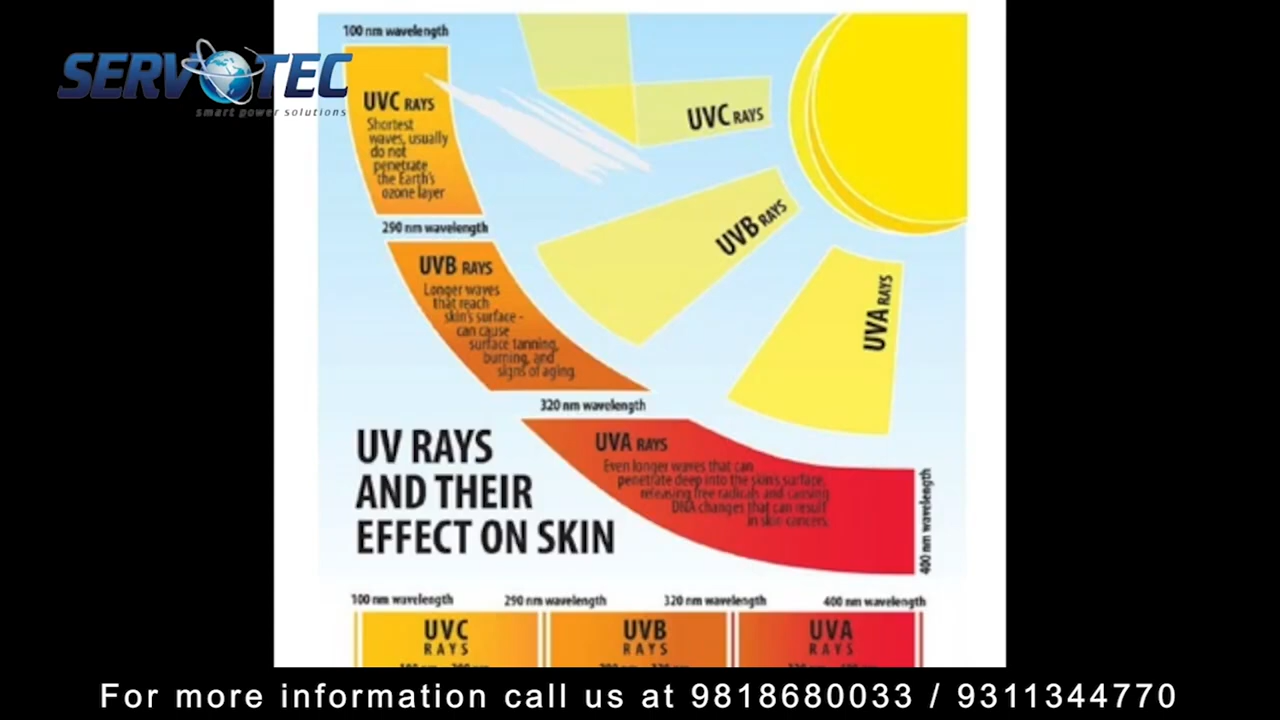 100 nm wavelength
SERVOTEC
smart power solutions
UVC RAYS
Shortest
waves, usually
do not
penetrate
the Earth's
ozone layer
UVC RAYS
UVB RAYS
UVA RAYS
290 nm wavelength
UVB RAYS
Longer waves
that reach
skin's surface -
can cause
surface tanning,
burning, and
signs of aging
320 nm wavelength
UVA RAYS
Even longer waves that can
penetrate deep into the skin's surface,
releasing free radicals and causing
DNA changes that can result
in skin cancers.
400 nm wavelength
UV RAYS
AND THEIR
EFFECT ON SKIN
100 nm wavelength
290 nm wavelength
320 nm wavelength
400 nm wavelength
UVC
RAYS
UVB
RAYS
UVA
RAYS
For more information call us at 9818680033 / 9311344770